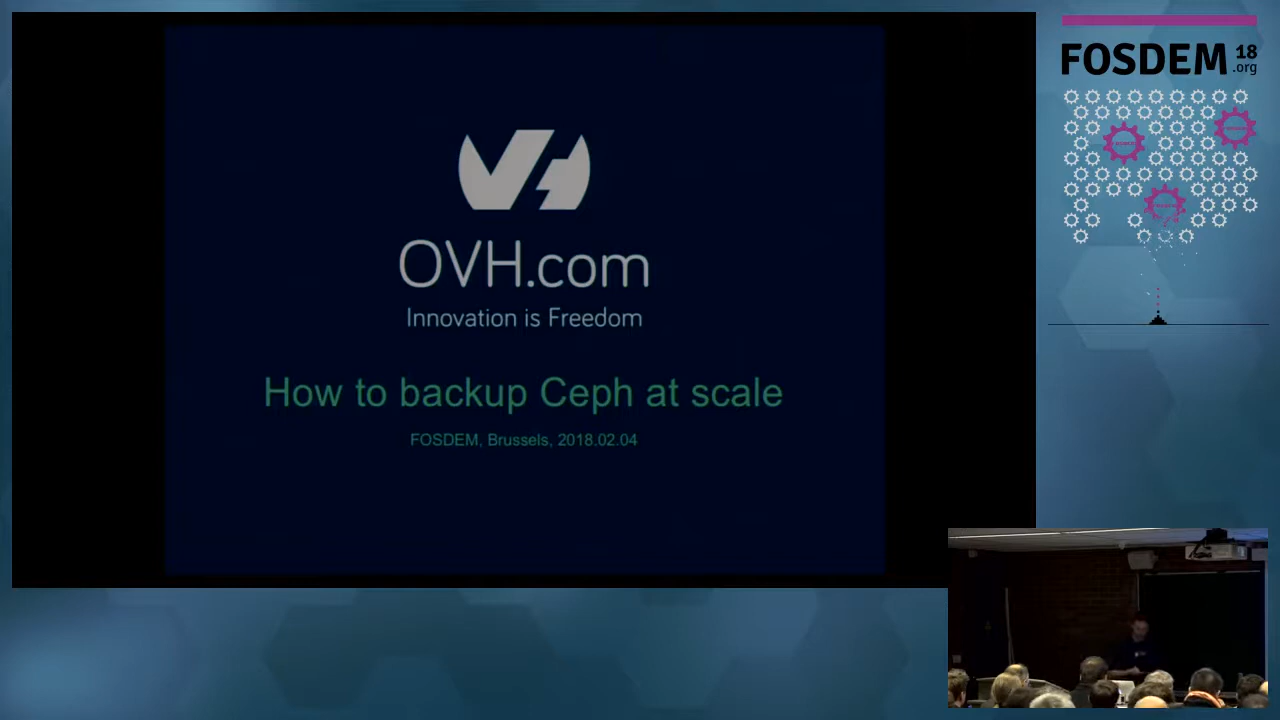 OVH.com
Innovation is Freedom
How to backup Ceph at scale
FOSDEM, Brussels, 2018.02.04
FOSDEM 18
.org